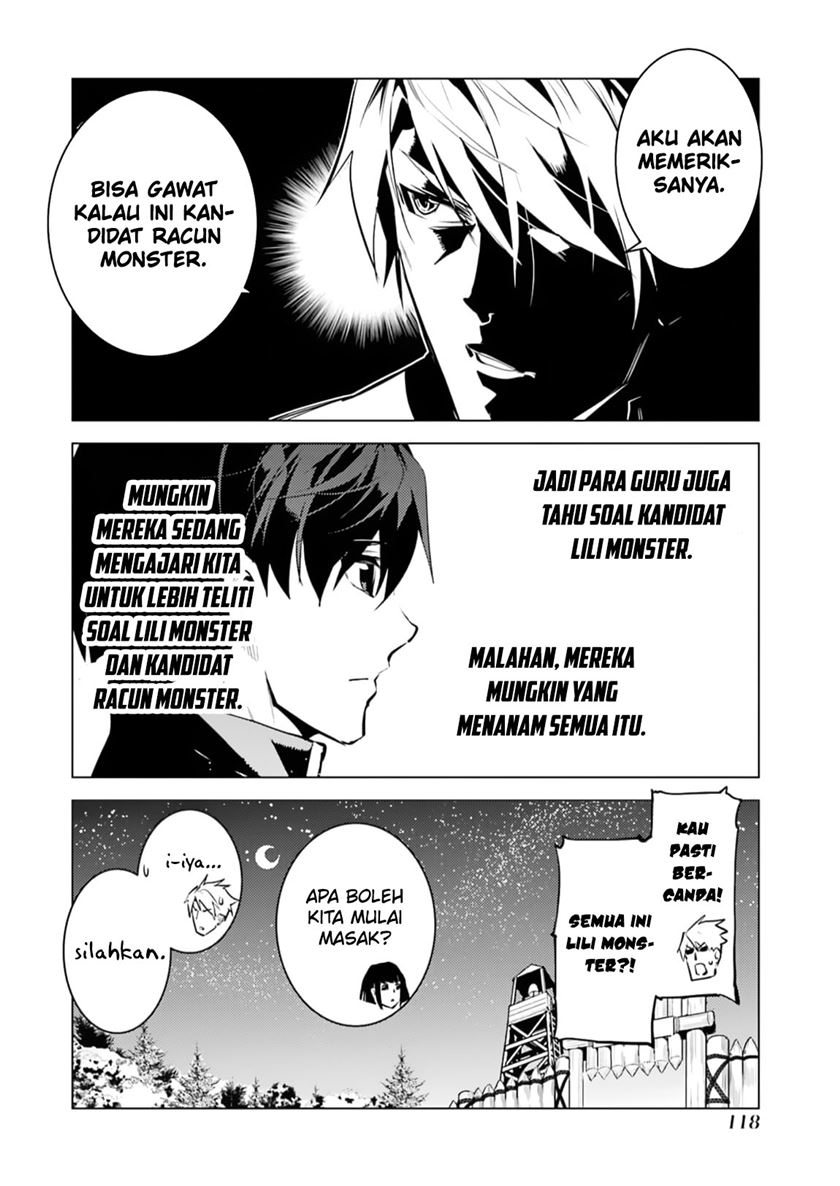 AKU AKAN
MEMERIK-
SANYA.
BISA GAWAT
KALAU INI KAN-
DIDAT RACUN
MONSTER.
JADI PARA GURU JUGA
TAHU SOAL KANDIDAT
LILI MONSTER.
MALAHAN, MEREKA
MUNGKIN YANG
MENANAM SEMUA ITU.
MUNGKIN
MEREKA SEDANG
MENGAJARI KITA
UNTUK LEBIH TELITI
SOAL LILI MONSTER
DAN KANDIDAT
RACUN MONSTER.
KAU
PASTI
BER-
CANDA!
SEMUA INI
LILI MONS-
TER?!
APA BOLEH
KITA MULAI
MASAK?
i-iya...
silahkan.
118